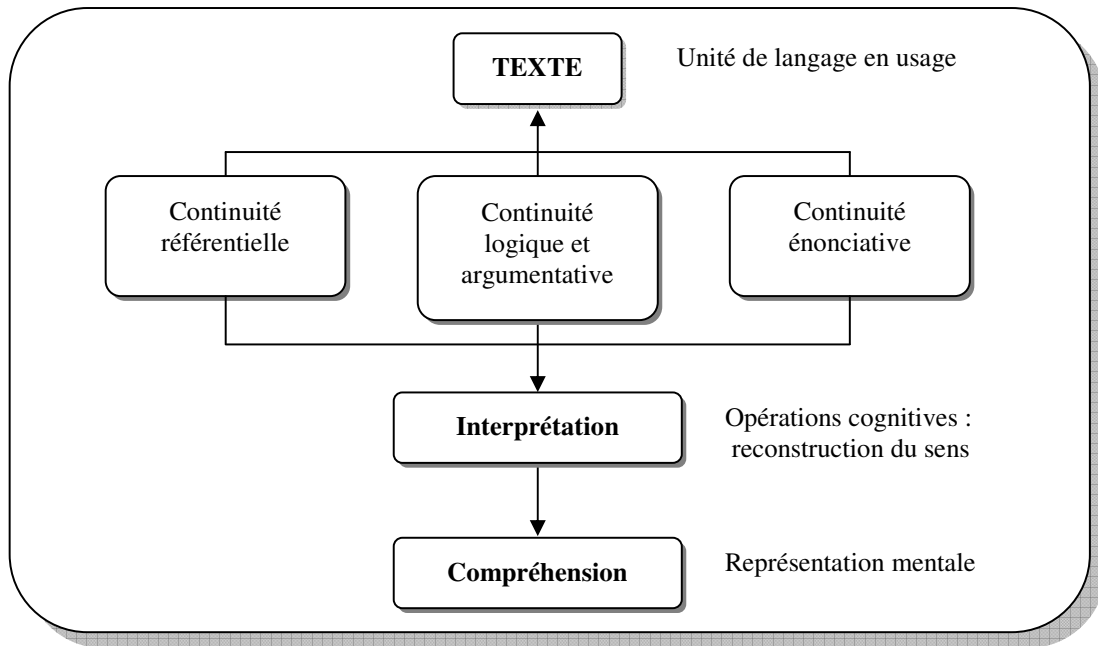 TEXTE
Unité de langage en usage
Continuité
référentielle
Continuité
logique et
argumentative
Continuité
énonciative
Interprétation
Opérations cognitives :
reconstruction du sens
Compréhension
Représentation mentale